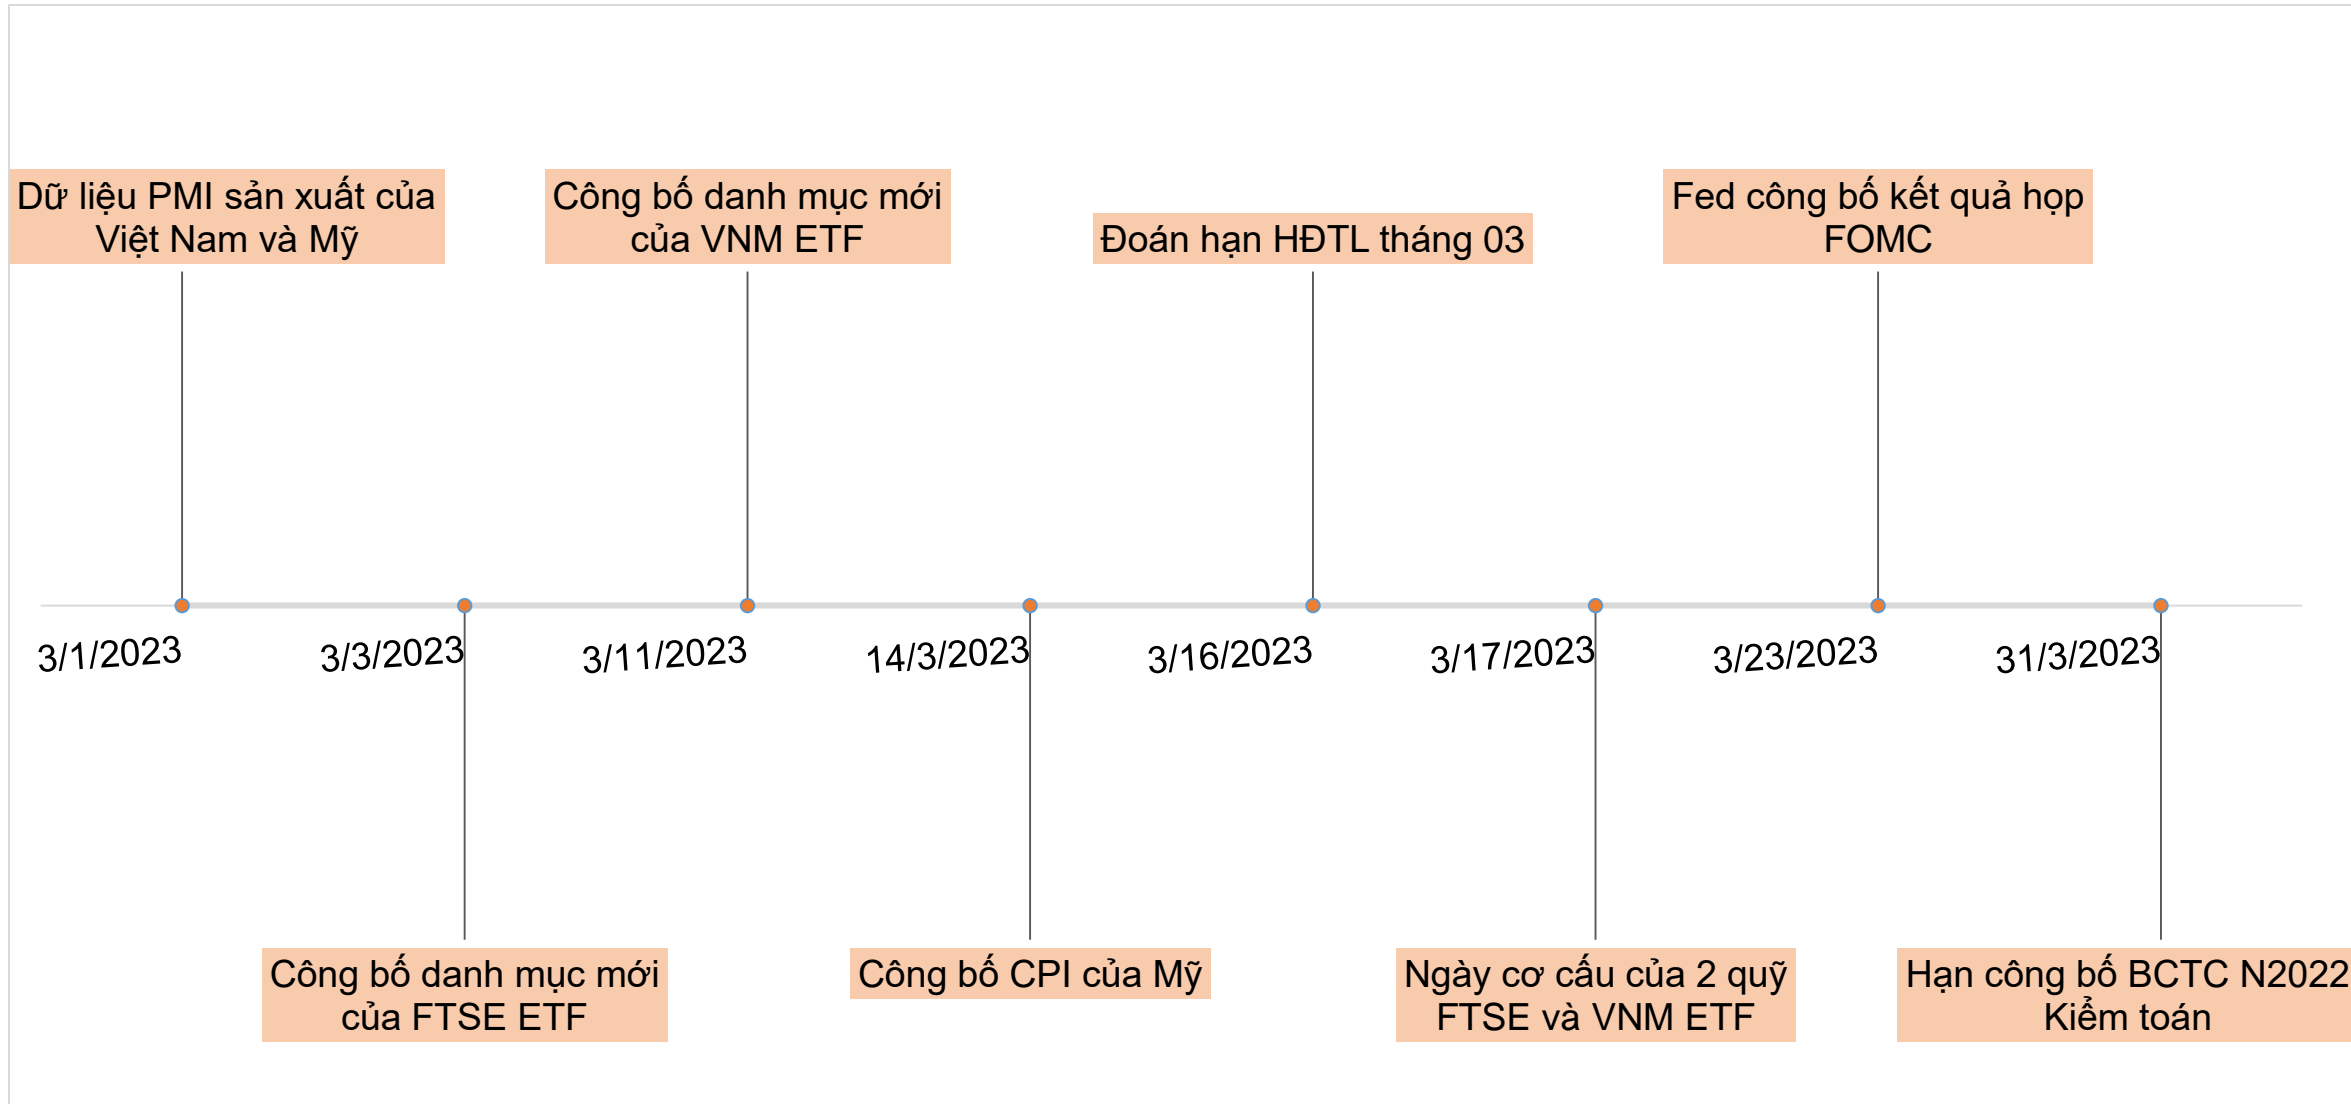 Dữ liệu PMI sản xuất của
Việt Nam và Mỹ
Công bố danh mục mới
của VNM ETF
Đoán hạn HĐTL tháng 03
Fed công bố kết quả họp
FOMC
3/1/2023
3/3/2023
3/11/2023
14/3/2023
3/16/2023
3/17/2023
3/23/2023
31/3/2023
Công bố danh mục mới
của FTSE ETF
Công bố CPI của Mỹ
Ngày cơ cấu của 2 quỹ
FTSE và VNM ETF
Hạn công bố BCTC N2022
Kiểm toán